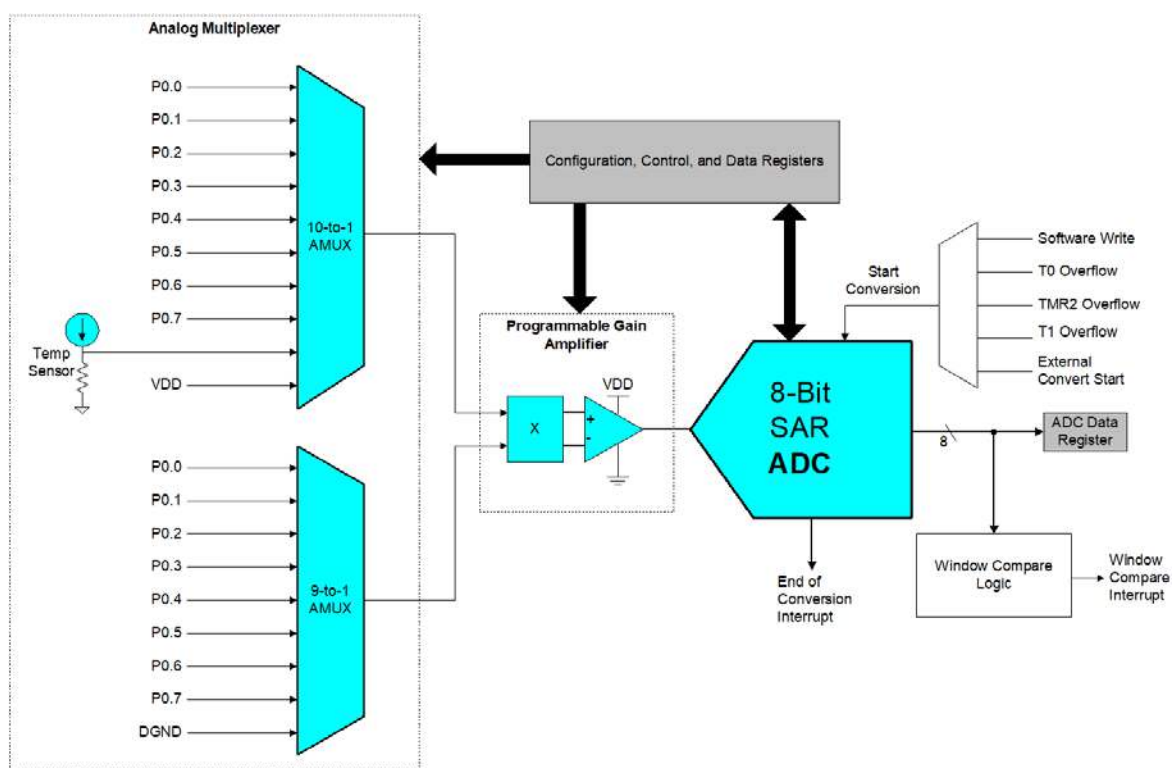 Analog Multiplexer
P0.0
P0.1
P0.2
P0.3
P0.4
P0.5
P0.6
P0.7
Temp
Sensor
VDD
10-to-1
AMUX
P0.0
P0.1
P0.2
P0.3
P0.4
P0.5
P0.6
P0.7
DGND
9-to-1
AMUX
Configuration, Control, and Data Registers
Programmable Gain
Amplifier
VDD
X
+
-
Start
Conversion
Software Write
T0 Overflow
TMR2 Overflow
T1 Overflow
External
Convert Start
8-Bit
SAR
ADC
8
ADC Data
Register
End of
Conversion
Interrupt
Window Compare
Logic
Window
Compare
Interrupt